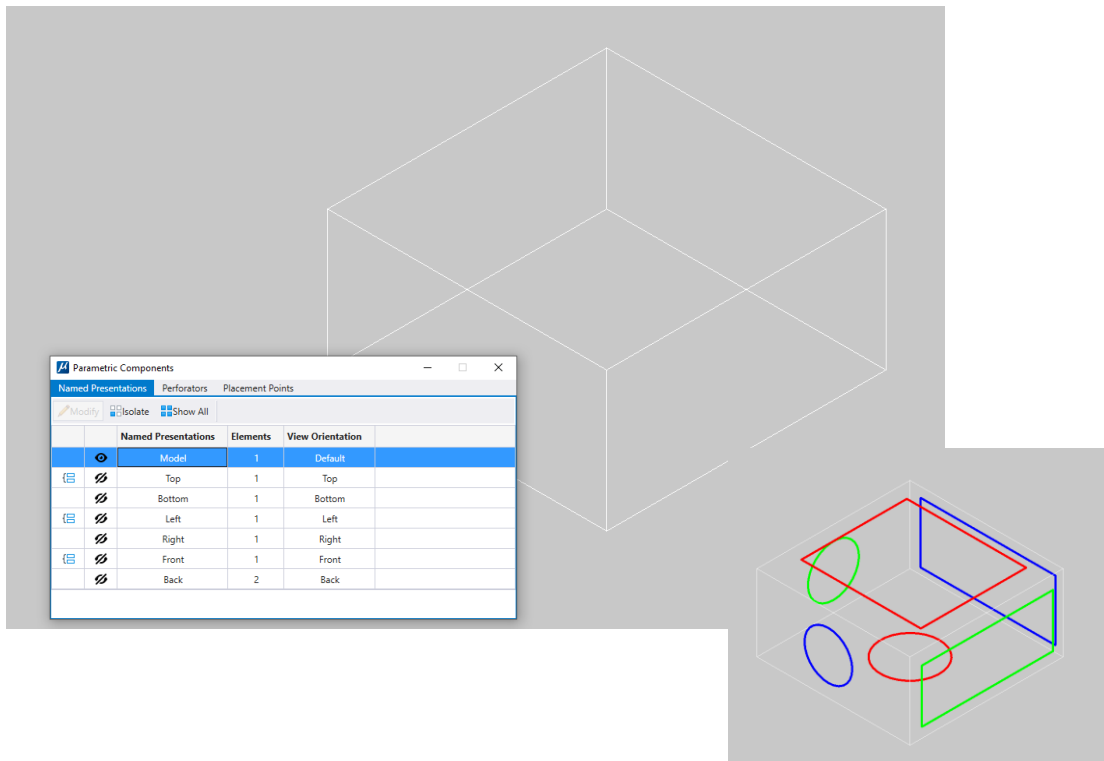 Parametric Components
Named Presentations Perforators Placement Points
Modify Isolate Show All
Named Presentations Elements View Orientation
Model 1 Default
Top 1 Top
Bottom 1 Bottom
Left 1 Left
Right 1 Right
Front 1 Front
Back 2 Back